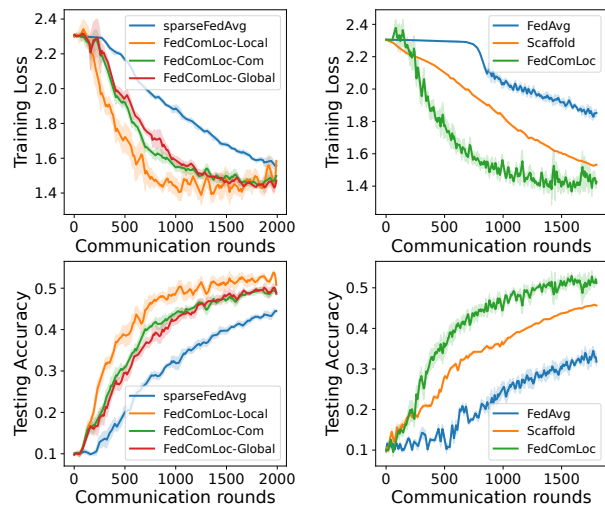 2.4
2.2
2.0
1.8
1.6
1.4
Training Loss
sparseFedAvg
FedComLoc-Local
FedComLoc-Com
FedComLoc-Global
0 500 1000 1500 2000
Communication rounds
2.4
2.2
2.0
1.8
1.6
1.4
Training Loss
FedAvg
Scaffold
FedComLoc
0 500 1000 1500
Communication rounds
0.5
0.4
0.3
0.2
0.1
Testing Accuracy
sparseFedAvg
FedComLoc-Local
FedComLoc-Com
FedComLoc-Global
0 500 1000 1500 2000
Communication rounds
0.5
0.4
0.3
0.2
0.1
Testing Accuracy
FedAvg
Scaffold
FedComLoc
0 500 1000 1500
Communication rounds